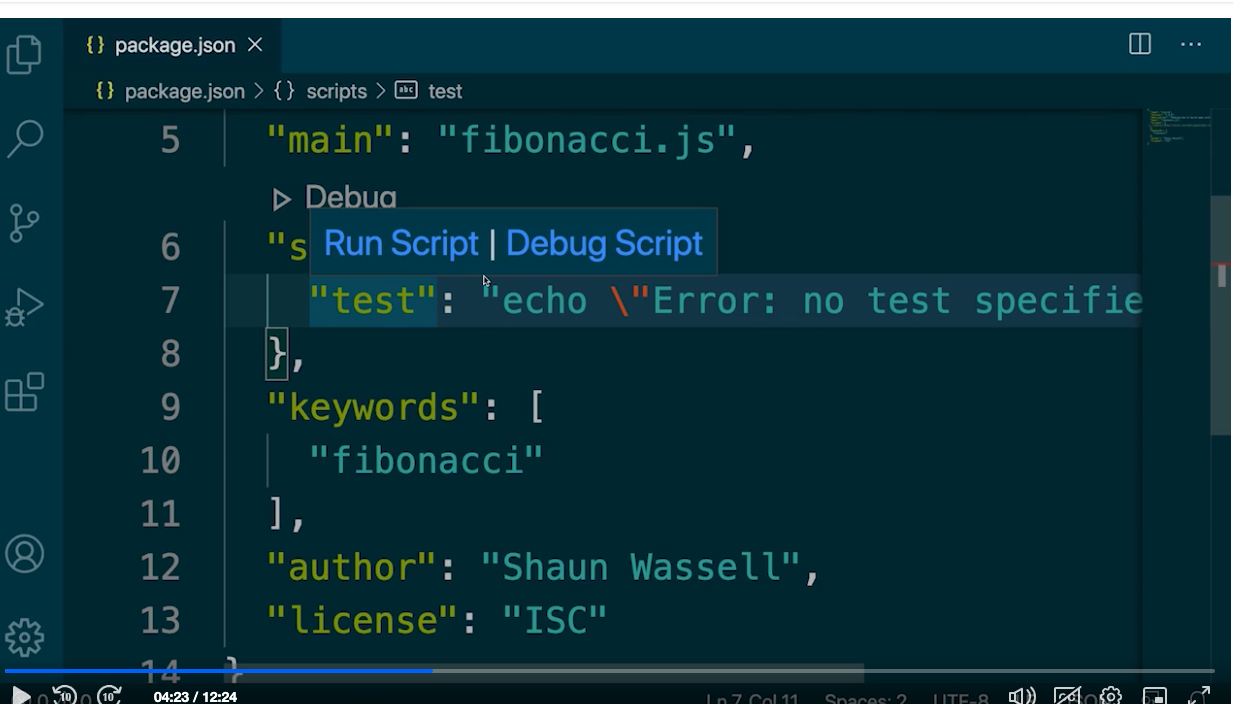 {} package.json ×
{} package.json > {} scripts > abc test
5 "main": "fibonacci.js",
Debug
6 "s
Run Script | Debug Script
7 "test": "echo \"Error: no test specifie
8 },
9 "keywords": [
10 "fibonacci"
11 ],
12 "author": "Shaun Wassell",
13 "license": "ISC"
14 }
10 10 04:23 / 12:24
Ln 7, Col 11 Spaces: 2 UTF-8